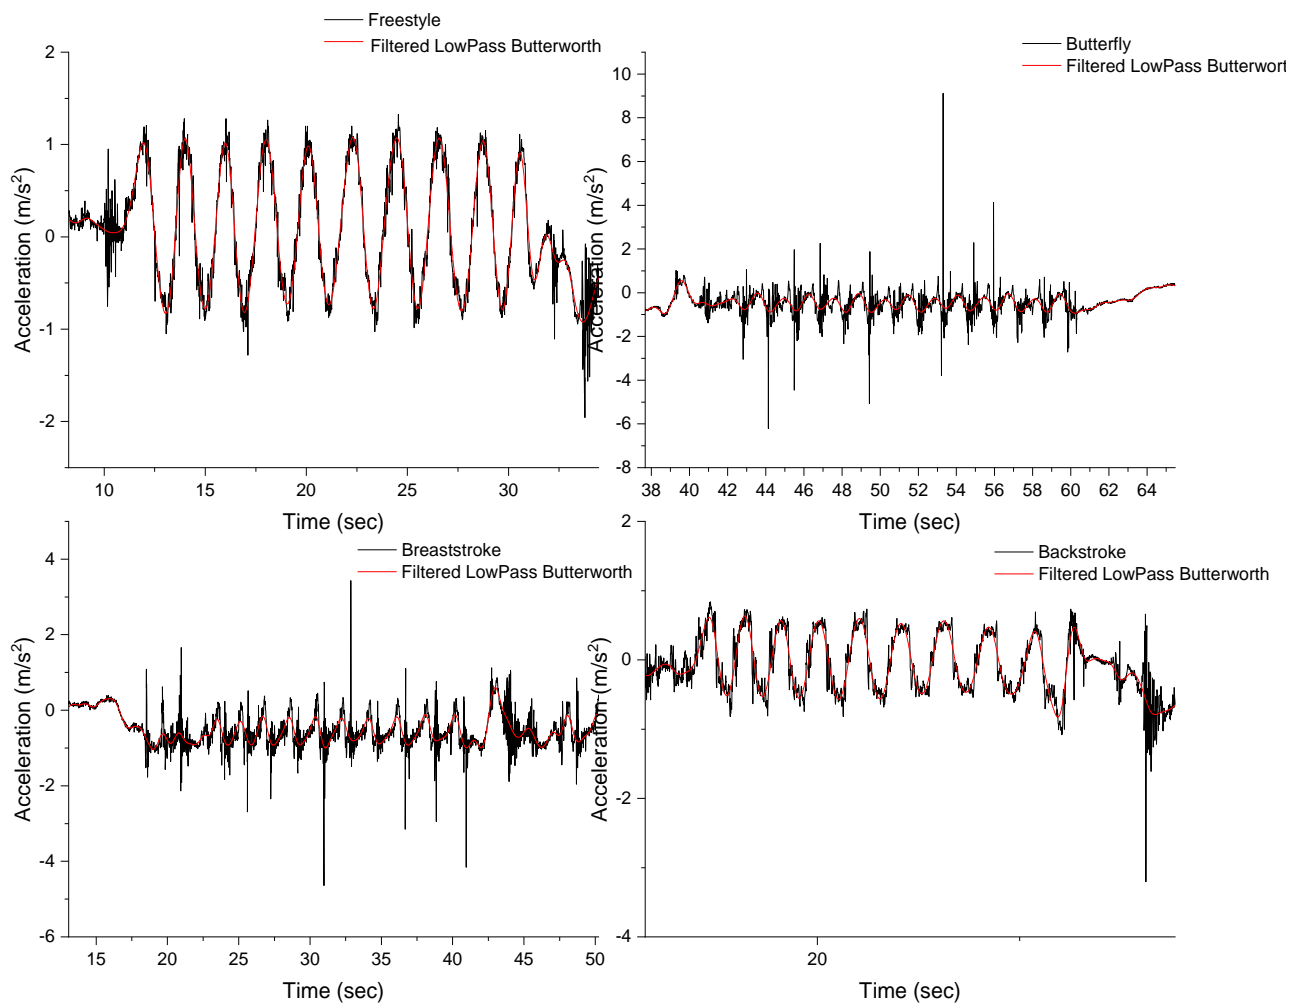 Freestyle
Filtered LowPass Butterworth
2
1
0
-1
-2
Acceleration (m/s²)
10 15 20 25 30
Time (sec)
Butterfly
Filtered LowPass Butterwort
10
8
6
4
2
0
-2
-4
-6
-8
Acceleration (m/s²)
38 40 42 44 46 48 50 52 54 56 58 60 62 64
Time (sec)
Breaststroke
Filtered LowPass Butterworth
4
2
0
-2
-4
-6
Acceleration (m/s²)
15 20 25 30 35 40 45 50
Time (sec)
Backstroke
Filtered LowPass Butterworth
2
0
-2
-4
Acceleration (m/s²)
20
Time (sec)